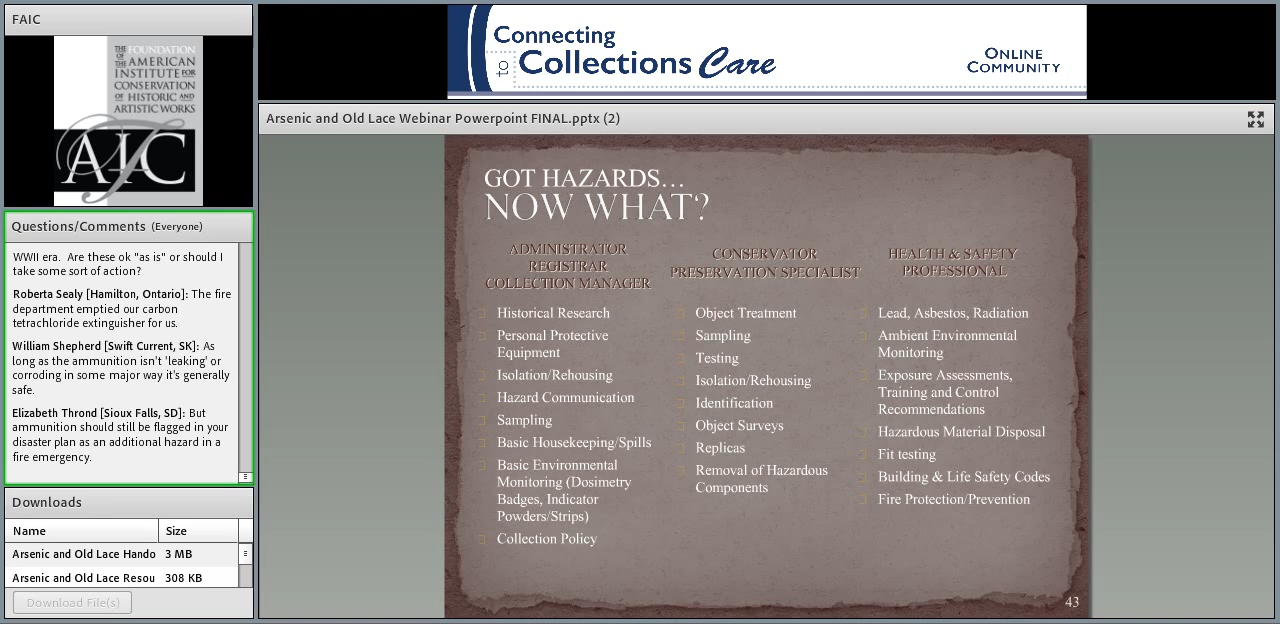 FAIC
THE FOUNDATION
OF THE AMERICAN
INSTITUTE FOR
CONSERVATION
OF HISTORIC AND
ARTISTIC WORKS
FAIC
Questions/Comments (Everyone)
WWII era. Are these ok "as is" or should I
take some sort of action?
Roberta Sealy [Hamilton, Ontario]: The fire
department emptied our carbon
tetrachloride extinguisher for us.
William Shepherd [Swift Current, SK]: As
long as the ammunition isn't 'leaking' or
corroding in some major way it's generally
safe.
Elizabeth Thrond [Sioux Falls, SD]: But
ammunition should still be flagged in your
disaster plan as an additional hazard in a
fire emergency.
Downloads
Name Size
Arsenic and Old Lace Hando 3 MB
Arsenic and Old Lace Resou 308 KB
Download File(s)
Connecting
to Collections Care
ONLINE
COMMUNITY
Arsenic and Old Lace Webinar Powerpoint FINAL.pptx (2)
GOT HAZARDS…
NOW WHAT?
ADMINISTRATOR
REGISTRAR
COLLECTION MANAGER
Historical Research
Personal Protective
Equipment
Isolation/Rehousing
Hazard Communication
Sampling
Basic Housekeeping/Spills
Basic Environmental
Monitoring (Dosimetry
Badges, Indicator
Powders/Strips)
Collection Policy
CONSERVATOR
PRESERVATION SPECIALIST
Object Treatment
Sampling
Testing
Isolation/Rehousing
Identification
Object Surveys
Replicas
Removal of Hazardous
Components
HEALTH & SAFETY
PROFESSIONAL
Lead, Asbestos, Radiation
Ambient Environmental
Monitoring
Exposure Assessments,
Training and Control
Recommendations
Hazardous Material Disposal
Fit testing
Building & Life Safety Codes
Fire Protection/Prevention
43